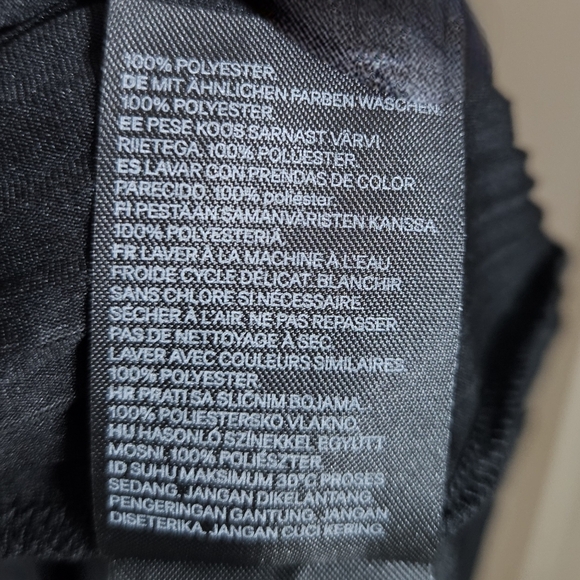 100% POLYESTER.
DE MIT ÄHNLICHEN FARBEN WASCHEN.
100% POLYESTER.
EE PESE KOOS SARNAST VÄRVI
RIIETEGA. 100% POLÜESTER.
ES LAVAR CON PRENDAS DE COLOR
PARECIDO. 100% poliéster.
FI PESTÄÄN SAMANVÄRISTEN KANSSA.
100% POLYESTERIÄ.
FR LAVER À LA MACHINE À L'EAU
FROIDE CYCLE DÉLICAT. BLANCHIR
SANS CHLORE SI NÉCESSAIRE.
SÉCHER À L'AIR. NE PAS REPASSER.
PAS DE NETTOYAGE À SEC.
LAVER AVEC COULEURS SIMILAIRES.
100% POLYESTER.
HR PRATI SA SLIČNIM BOJAMA.
100% POLIESTERSKO VLAKNO.
HU HASONLÓ SZÍNEKKEL EGYÜTT
MOSNI. 100% POLIÉSZTER.
ID SUHU MAKSIMUM 30°C PROSES
SEDANG. JANGAN DIKELANTANG.
PENGERINGAN GANTUNG. JANGAN
DISETERIKA. JANGAN CUCI KERING.